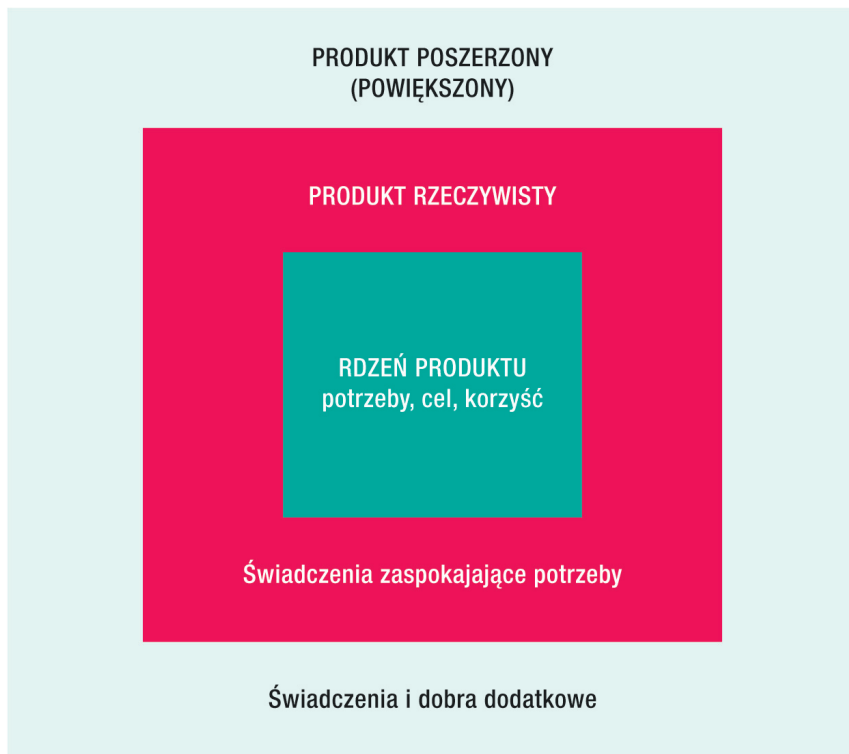 PRODUKT POSZERZONY
(POWIĘKSZONY)
PRODUKT RZECZYWISTY
RDZEŃ PRODUKTU
potrzeby, cel, korzyść
Świadczenia zaspokajające potrzeby
Świadczenia i dobra dodatkowe